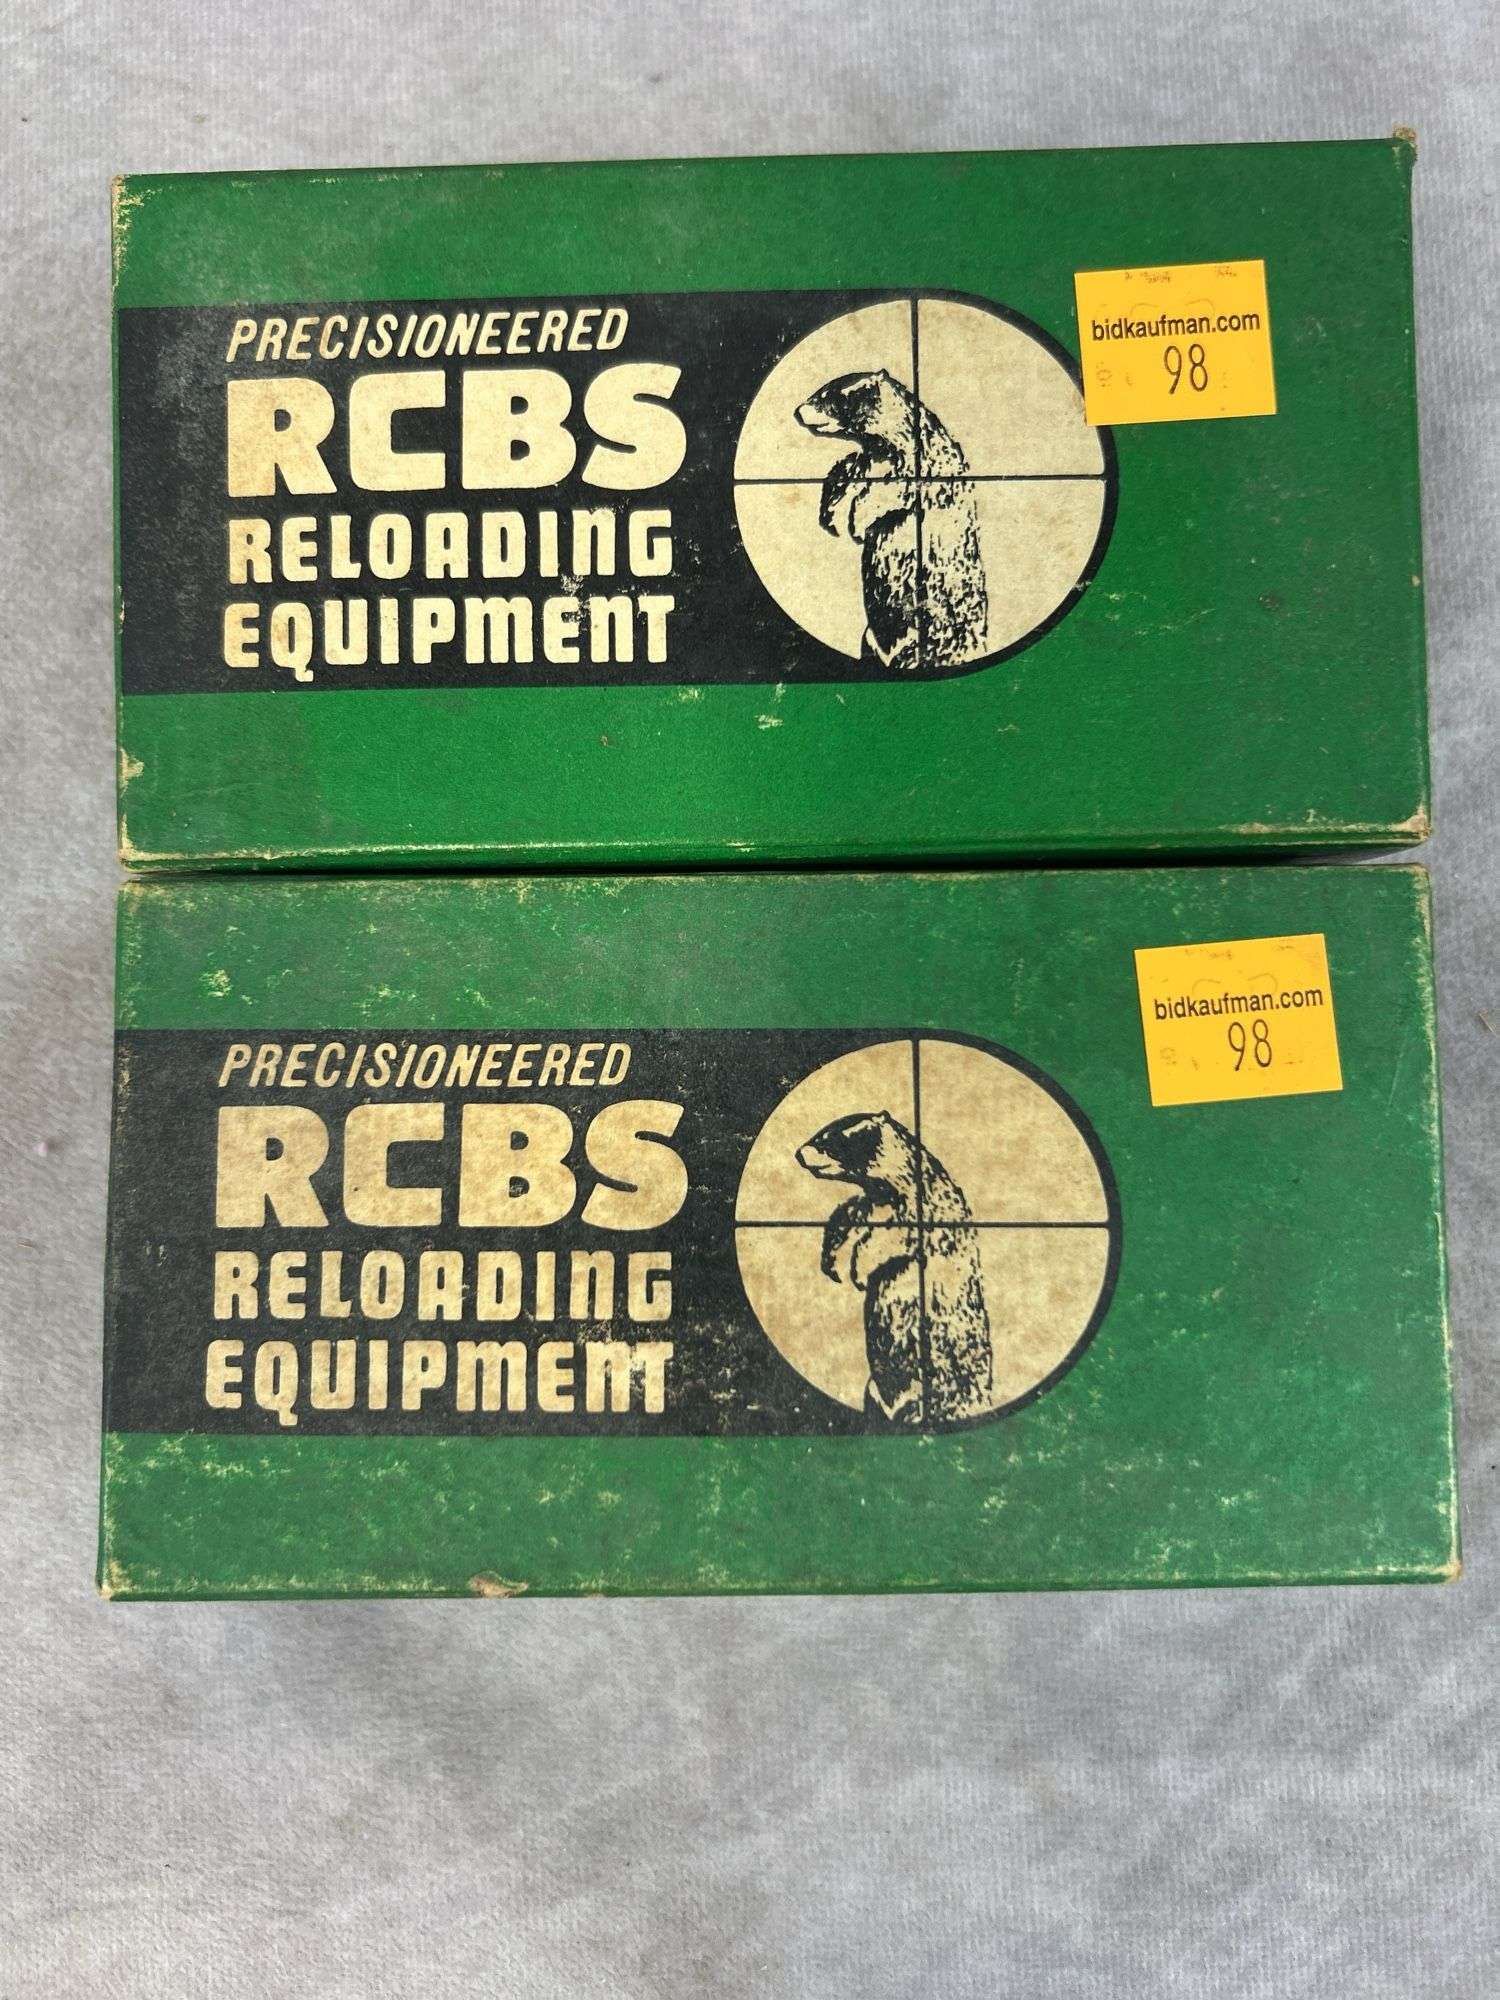 PRECISIONEERED
RCBS
RELOADING
EQUIPMENT
bidkaufman.com
98
PRECISIONEERED
RCBS
RELOADING
EQUIPMENT
bidkaufman.com
98